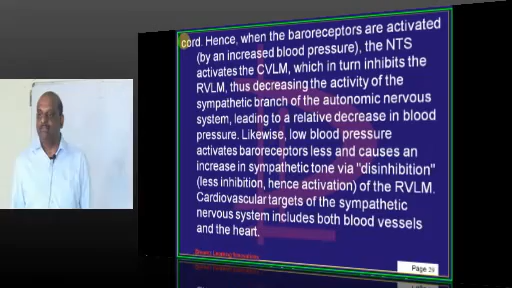 cord. Hence, when the baroreceptors are activated
(by an increased blood pressure), the NTS
activates the CVLM, which in turn inhibits the
RVLM, thus decreasing the activity of the
sympathetic branch of the autonomic nervous
system, leading to a relative decrease in blood
pressure. Likewise, low blood pressure
activates baroreceptors less and causes an
increase in sympathetic tone via "disinhibition"
(less inhibition, hence activation) of the RVLM.
Cardiovascular targets of the sympathetic
nervous system includes both blood vessels
and the heart.
Page 29